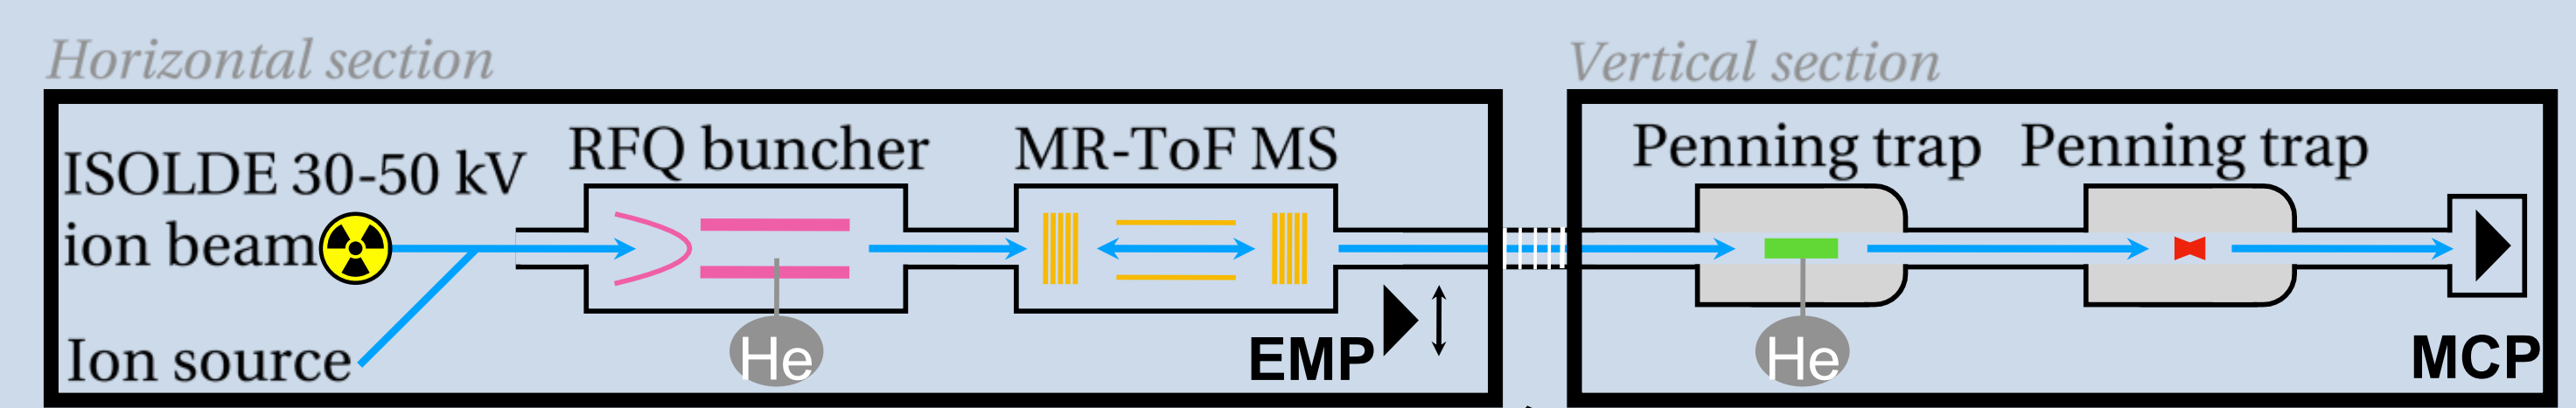 Horizontal section
Vertical section
ISOLDE 30-50 kV
ion beam
RFQ buncher
MR-ToF MS
Penning trap
Penning trap
Ion source
He
EMP
He
MCP